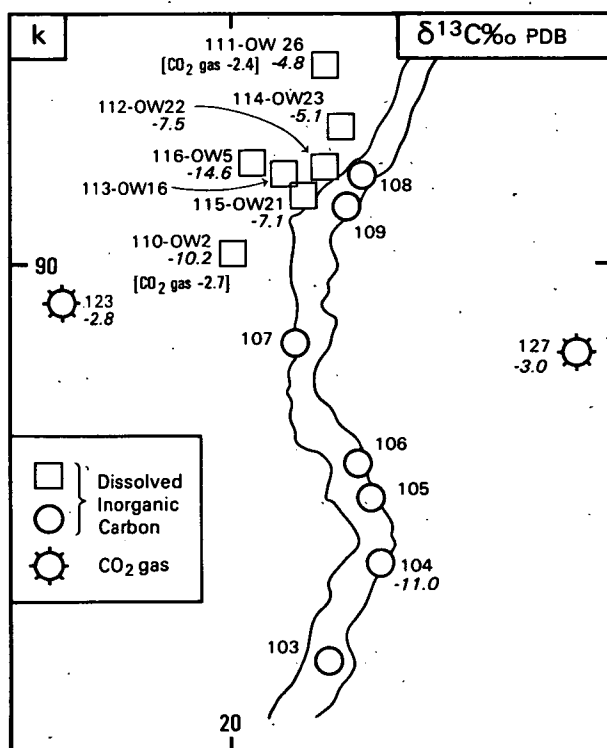 k
20
δ¹³C‰ PDB
111-OW 26
[CO₂ gas -2.4] -4.8
114-OW23
-5.1
112-OW22
-7.5
116-OW5
-14.6
113-OW16
115-OW21
-7.1
108
109
110-OW2
-10.2
90
[CO₂ gas -2.7]
123
-2.8
107
127
-3.0
106
105
104
-11.0
103
Dissolved
Inorganic
Carbon
CO₂ gas
20